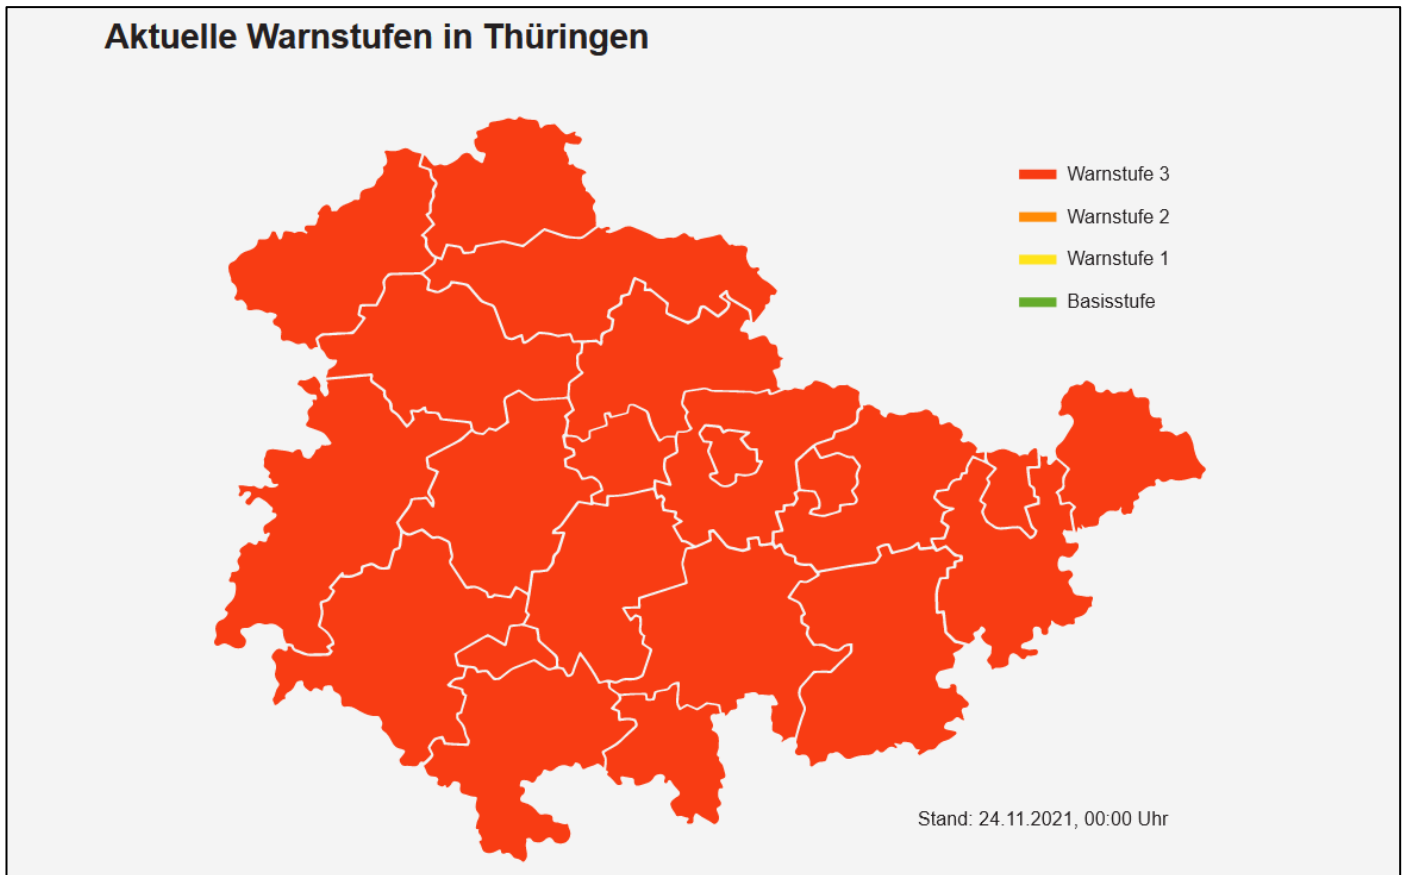 Aktuelle Warnstufen in Thüringen
Warnstufe 3
Warnstufe 2
Warnstufe 1
Basisstufe
Stand: 24.11.2021, 00:00 Uhr